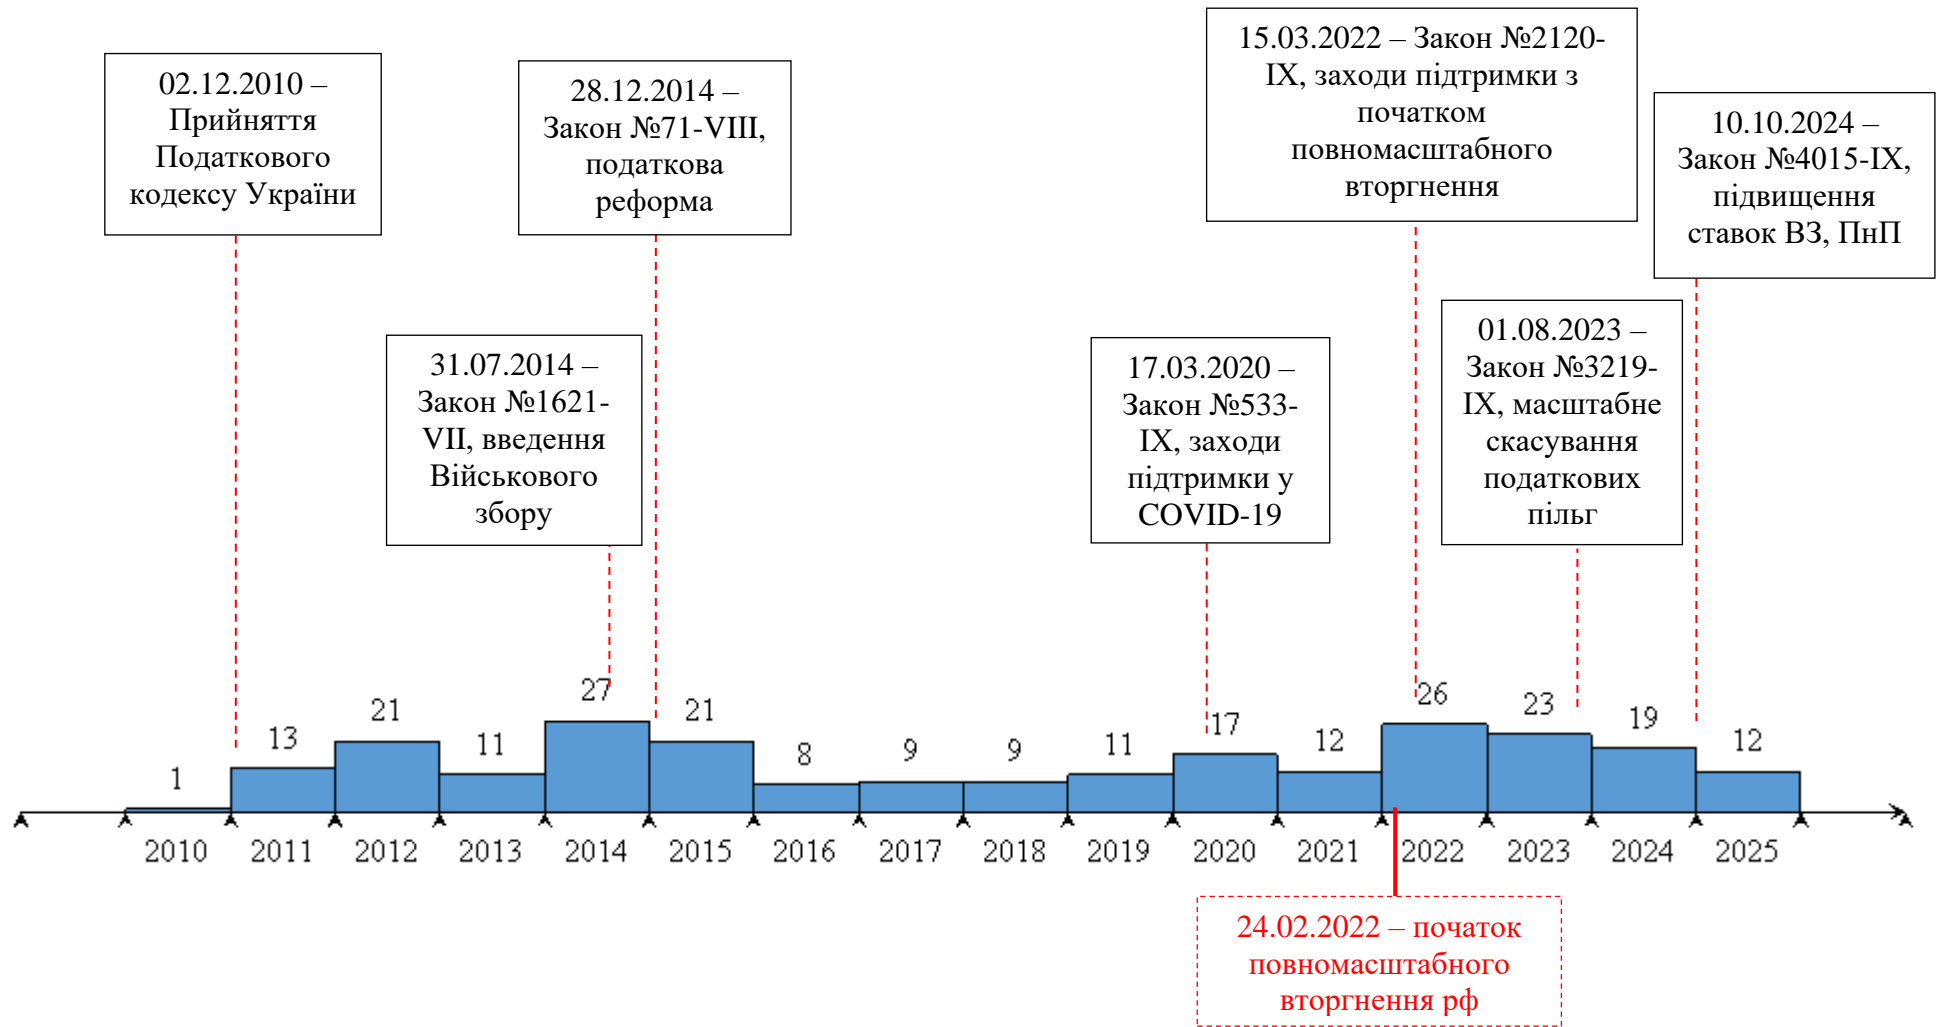 02.12.2010 –
Прийняття
Податкового
кодексу України
28.12.2014 –
Закон №71-VIII,
податкова
реформа
15.03.2022 – Закон №2120-
IX, заходи підтримки з
початком
повномасштабного
вторгнення
10.10.2024 –
Закон №4015-IX,
підвищення
ставок ВЗ, ПнП
31.07.2014 –
Закон №1621-
VII, введення
Військового
збору
17.03.2020 –
Закон №533-
IX, заходи
підтримки у
COVID-19
01.08.2023 –
Закон №3219-
IX, масштабне
скасування
податкових
пільг
1 13 21 11 27 21 8 9 9 11 17 12 26 23 19 12
2010 2011 2012 2013 2014 2015 2016 2017 2018 2019 2020 2021 2022 2023 2024 2025
24.02.2022 – початок
повномасштабного
вторгнення рф